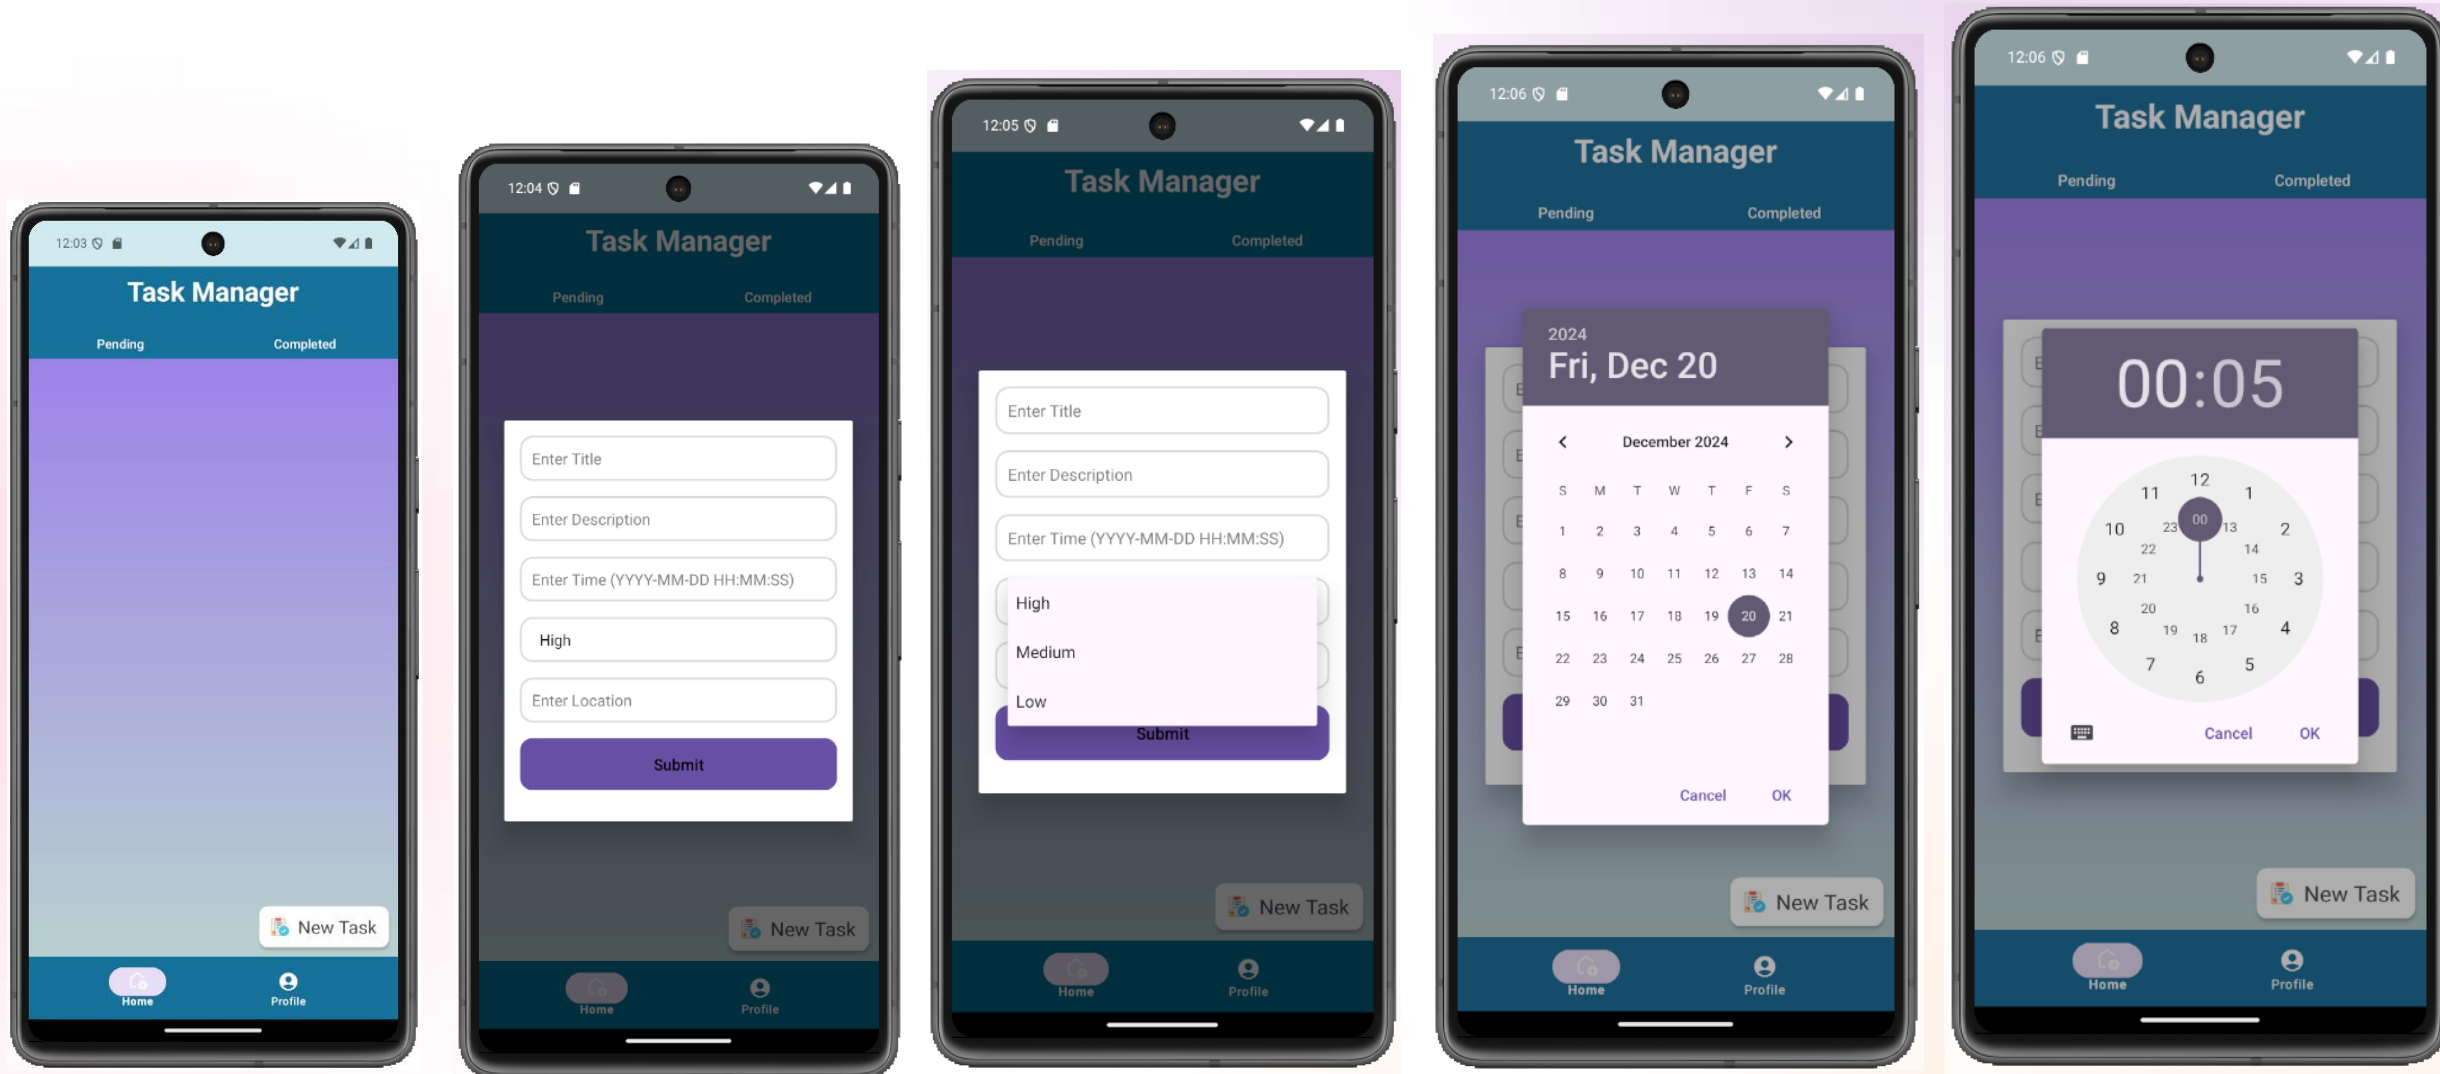 12:03
Task Manager
Pending Completed
New Task
Home Profile
12:04
Task Manager
Pending Completed
Enter Title
Enter Description
Enter Time (YYYY-MM-DD HH:MM:SS)
High
Enter Location
Submit
New Task
Home Profile
12:05
Task Manager
Pending Completed
Enter Title
Enter Description
Enter Time (YYYY-MM-DD HH:MM:SS)
High
Medium
Low
Submit
New Task
Home Profile
12:06
Task Manager
Pending Completed
2024
Fri, Dec 20
December 2024
S M T W T F S
1 2 3 4 5 6 7
8 9 10 11 12 13 14
15 16 17 18 19 20 21
22 23 24 25 26 27 28
29 30 31
Cancel OK
New Task
Home Profile
12:06
Task Manager
Pending Completed
00:05
12
11 1
10 23 00 13 2
22 14
9 21 15 3
20 16
8 19 18 17 4
7 5
6
Cancel OK
New Task
Home Profile